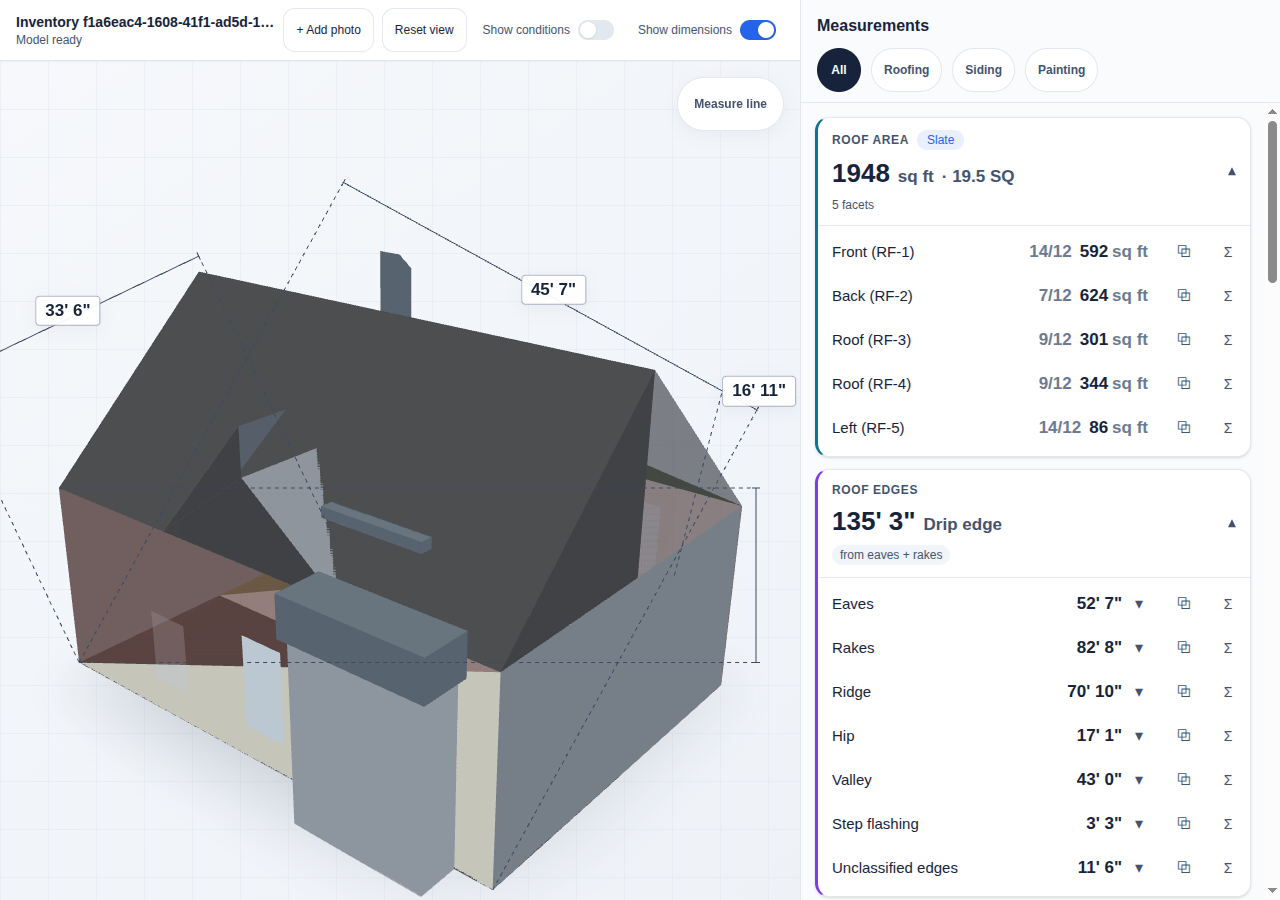 Inventory f1a6eac4-1608-41f1-ad5d-1…
Model ready
+ Add photo
Reset view
Show conditions
Show dimensions
Measure line
33' 6"
45' 7"
16' 11"
Measurements
All
Roofing
Siding
Painting
ROOF AREA Slate
1948 sq ft · 19.5 SQ
▲
5 facets
Front (RF-1) 14/12 592 sq ft Σ
Back (RF-2) 7/12 624 sq ft Σ
Roof (RF-3) 9/12 301 sq ft Σ
Roof (RF-4) 9/12 344 sq ft Σ
Left (RF-5) 14/12 86 sq ft Σ
ROOF EDGES
135' 3" Drip edge
▲
from eaves + rakes
Eaves 52' 7" ▼ Σ
Rakes 82' 8" ▼ Σ
Ridge 70' 10" ▼ Σ
Hip 17' 1" ▼ Σ
Valley 43' 0" ▼ Σ
Step flashing 3' 3" ▼ Σ
Unclassified edges 11' 6" ▼ Σ